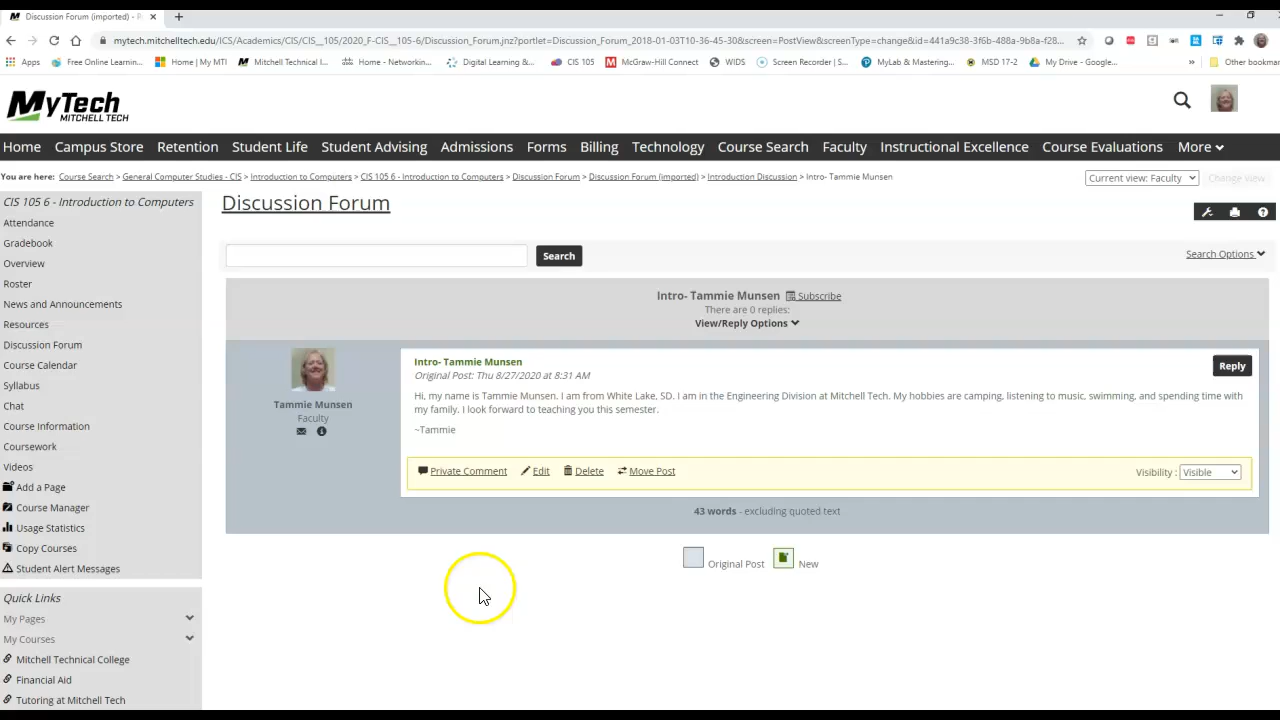 Discussion Forum (imported) - P
mytech.mitchelltech.edu/ICS/Academics/CIS/CIS__105/2020_F-CIS__105-6/Discussion_Forum.jnz?portlet=Discussion_Forum_2018-01-03T10-36-45-30&screen=PostView&screenType=change&id=441a9c38-3f6b-488a-9b8a-f28...
Apps Free Online Learnin... Home | My MTI Mitchell Technical I... Home - Networkin... Digital Learning &... CIS 105 McGraw-Hill Connect WIDS Screen Recorder | S... MyLab & Mastering... MSD 17-2 My Drive - Google... » Other bookmar
MyTech
MITCHELL TECH
Home Campus Store Retention Student Life Student Advising Admissions Forms Billing Technology Course Search Faculty Instructional Excellence Course Evaluations More
You are here: Course Search > General Computer Studies - CIS > Introduction to Computers > CIS 105 6 - Introduction to Computers > Discussion Forum > Discussion Forum (imported) > Introduction Discussion > Intro- Tammie Munsen
Current view: Faculty Change view
CIS 105 6 - Introduction to Computers
Attendance
Gradebook
Overview
Roster
News and Announcements
Resources
Discussion Forum
Course Calendar
Syllabus
Chat
Course Information
Coursework
Videos
Add a Page
Course Manager
Usage Statistics
Copy Courses
Student Alert Messages
Quick Links
My Pages
My Courses
Mitchell Technical College
Financial Aid
Tutoring at Mitchell Tech
Discussion Forum
Search
Search Options
Intro- Tammie Munsen Subscribe
There are 0 replies:
View/Reply Options
Tammie Munsen
Faculty
Intro- Tammie Munsen
Reply
Original Post: Thu 8/27/2020 at 8:31 AM
Hi, my name is Tammie Munsen. I am from White Lake, SD. I am in the Engineering Division at Mitchell Tech. My hobbies are camping, listening to music, swimming, and spending time with
my family. I look forward to teaching you this semester.
~Tammie
Private Comment Edit Delete Move Post
Visibility : Visible
43 words - excluding quoted text
Original Post New